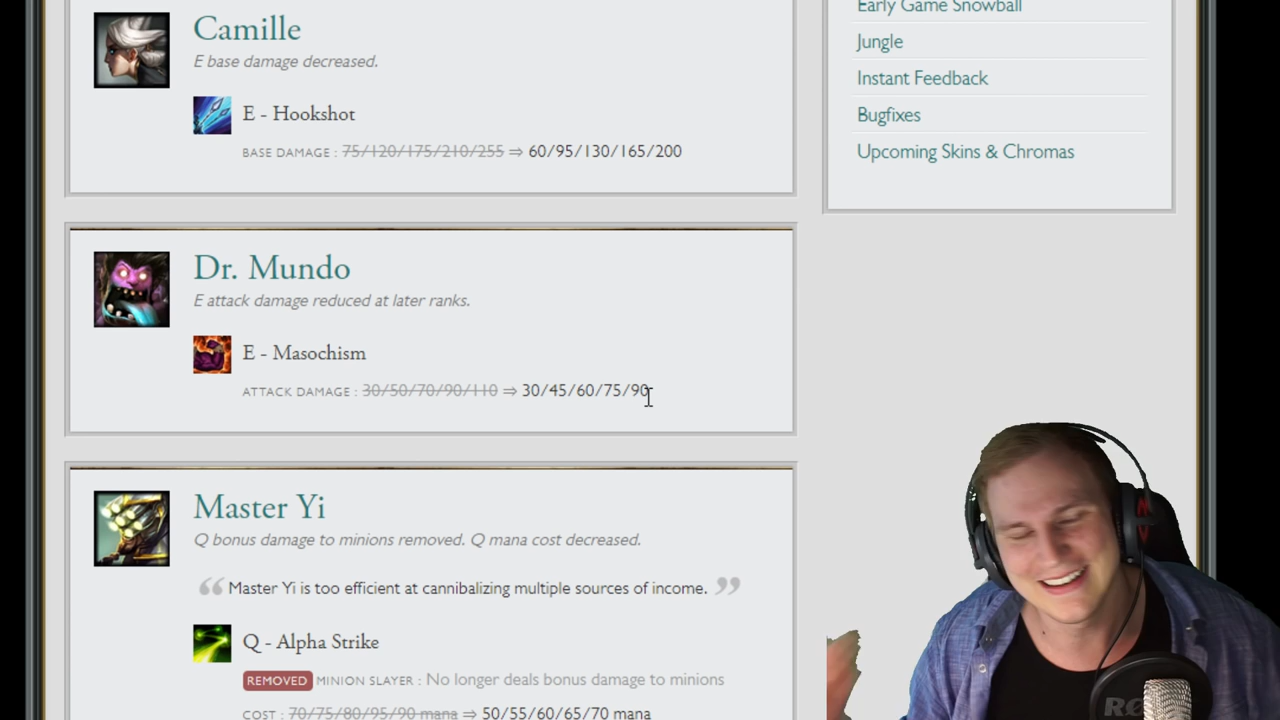 Camille
E base damage decreased.
E - Hookshot
BASE DAMAGE : 75/120/175/210/255 ⇒ 60/95/130/165/200
Dr. Mundo
E attack damage reduced at later ranks.
E - Masochism
ATTACK DAMAGE : 30/50/70/90/110 ⇒ 30/45/60/75/90
Master Yi
Q bonus damage to minions removed. Q mana cost decreased.
“ Master Yi is too efficient at cannibalizing multiple sources of income. ”
Q - Alpha Strike
REMOVED MINION SLAYER : No longer deals bonus damage to minions
COST : 70/75/80/95/90 mana ⇒ 50/55/60/65/70 mana
Early Game Snowball
Jungle
Instant Feedback
Bugfixes
Upcoming Skins & Chromas